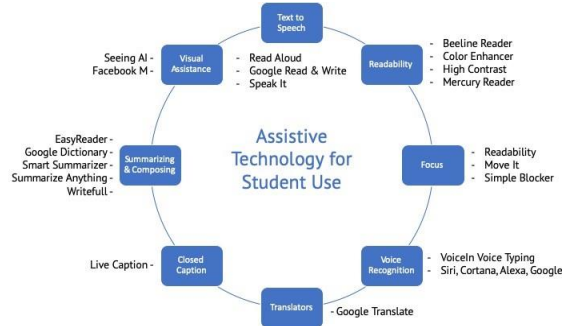 Text to
Speech
- Read Aloud
- Google Read & Write
- Speak It
Readability
- Beeline Reader
- Color Enhancer
- High Contrast
- Mercury Reader
Focus
- Readability
- Move It
- Simple Blocker
Voice
Recognition
- VoiceIn Voice Typing
- Siri, Cortana, Alexa, Google
Translators
- Google Translate
Closed
Caption
Live Caption -
Summarizing
& Composing
EasyReader -
Google Dictionary -
Smart Summarizer -
Summarize Anything -
Writefull -
Visual
Assistance
Seeing AI -
Facebook M -
Assistive
Technology for
Student Use